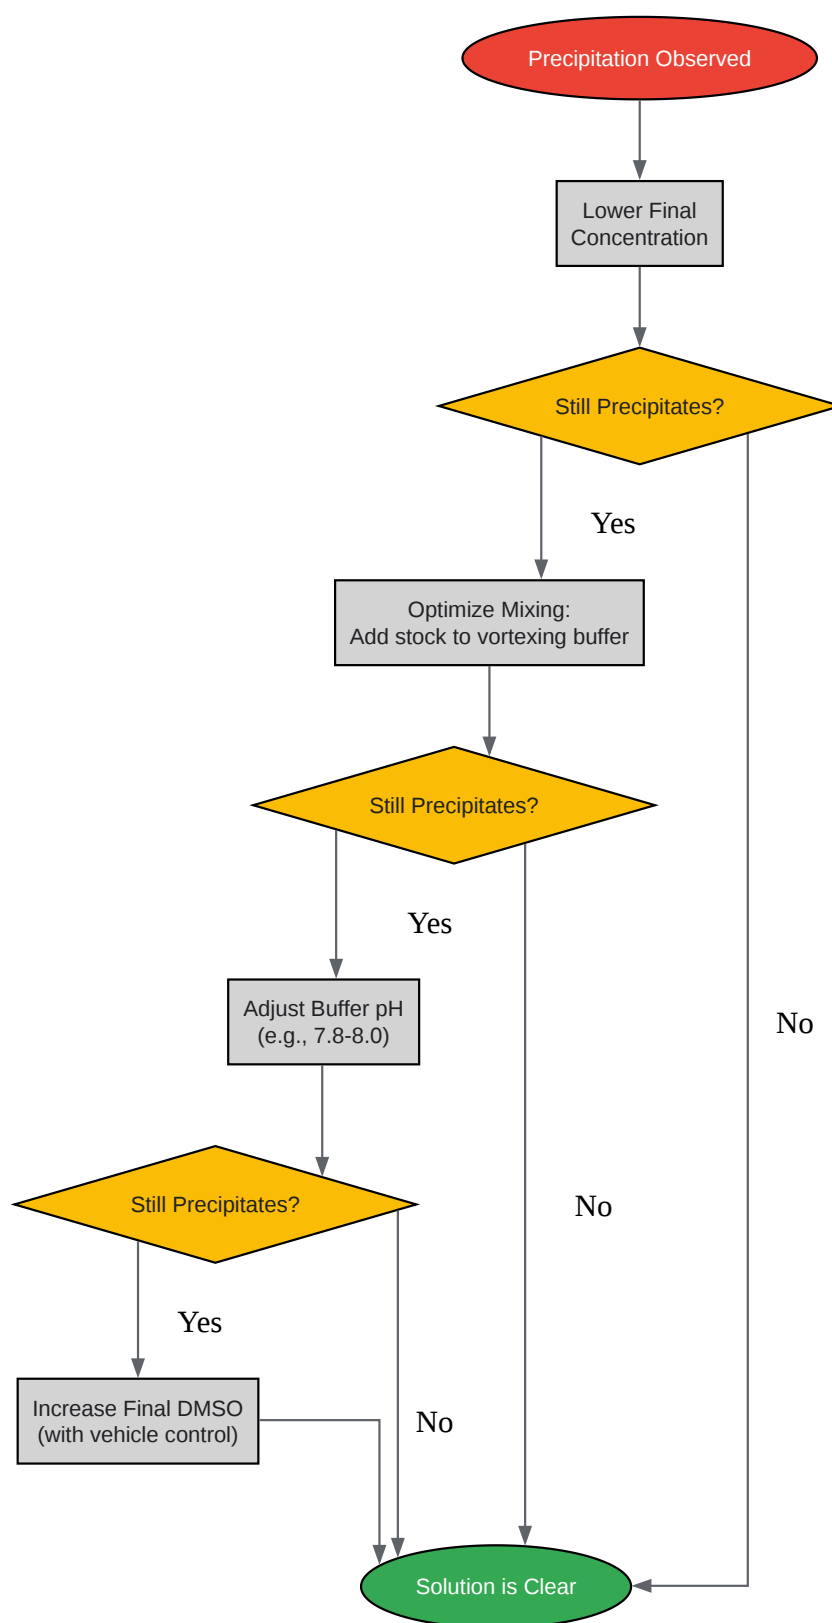 Precipitation Observed
Lower Final
Concentration
Still Precipitates?
Yes
Optimize Mixing:
Add stock to vortexing buffer
Still Precipitates?
Yes
Adjust Buffer pH
(e.g., 7.8-8.0)
No
Still Precipitates?
No
Yes
Increase Final DMSO
(with vehicle control)
No
Solution is Clear